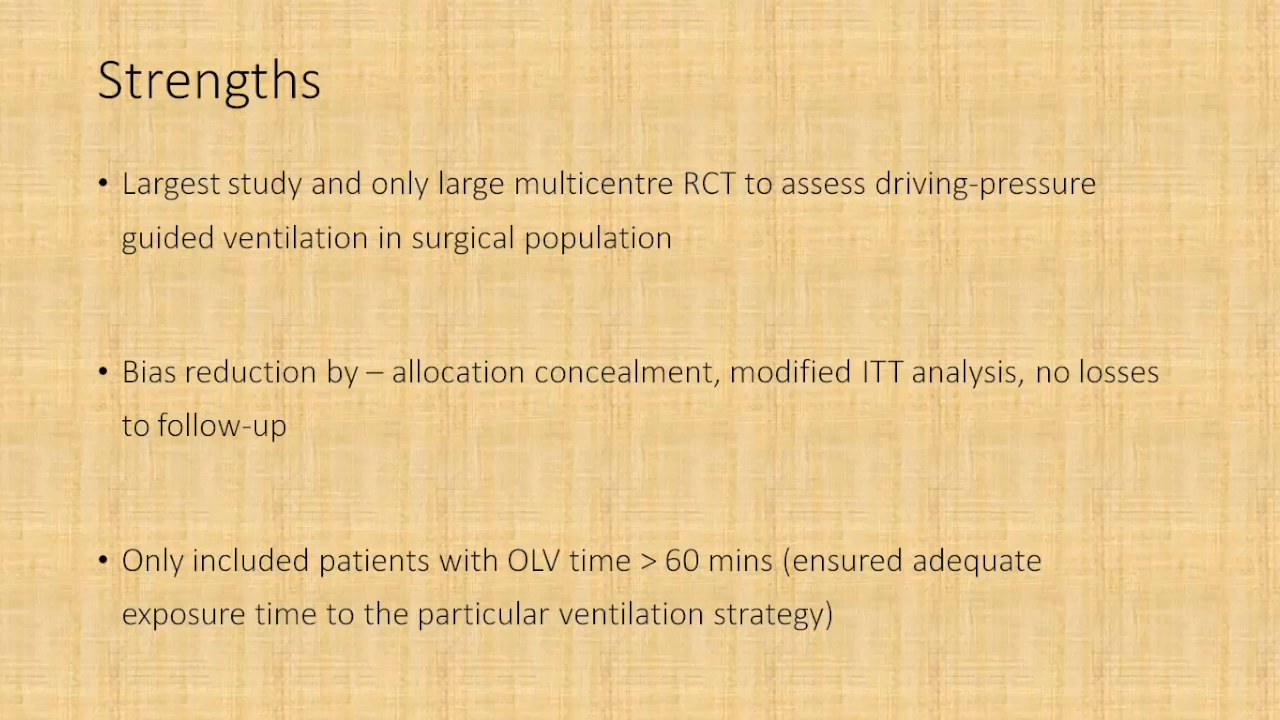 Strengths
• Largest study and only large multicentre RCT to assess driving-pressure
guided ventilation in surgical population
• Bias reduction by – allocation concealment, modified ITT analysis, no losses
to follow-up
• Only included patients with OLV time > 60 mins (ensured adequate
exposure time to the particular ventilation strategy)